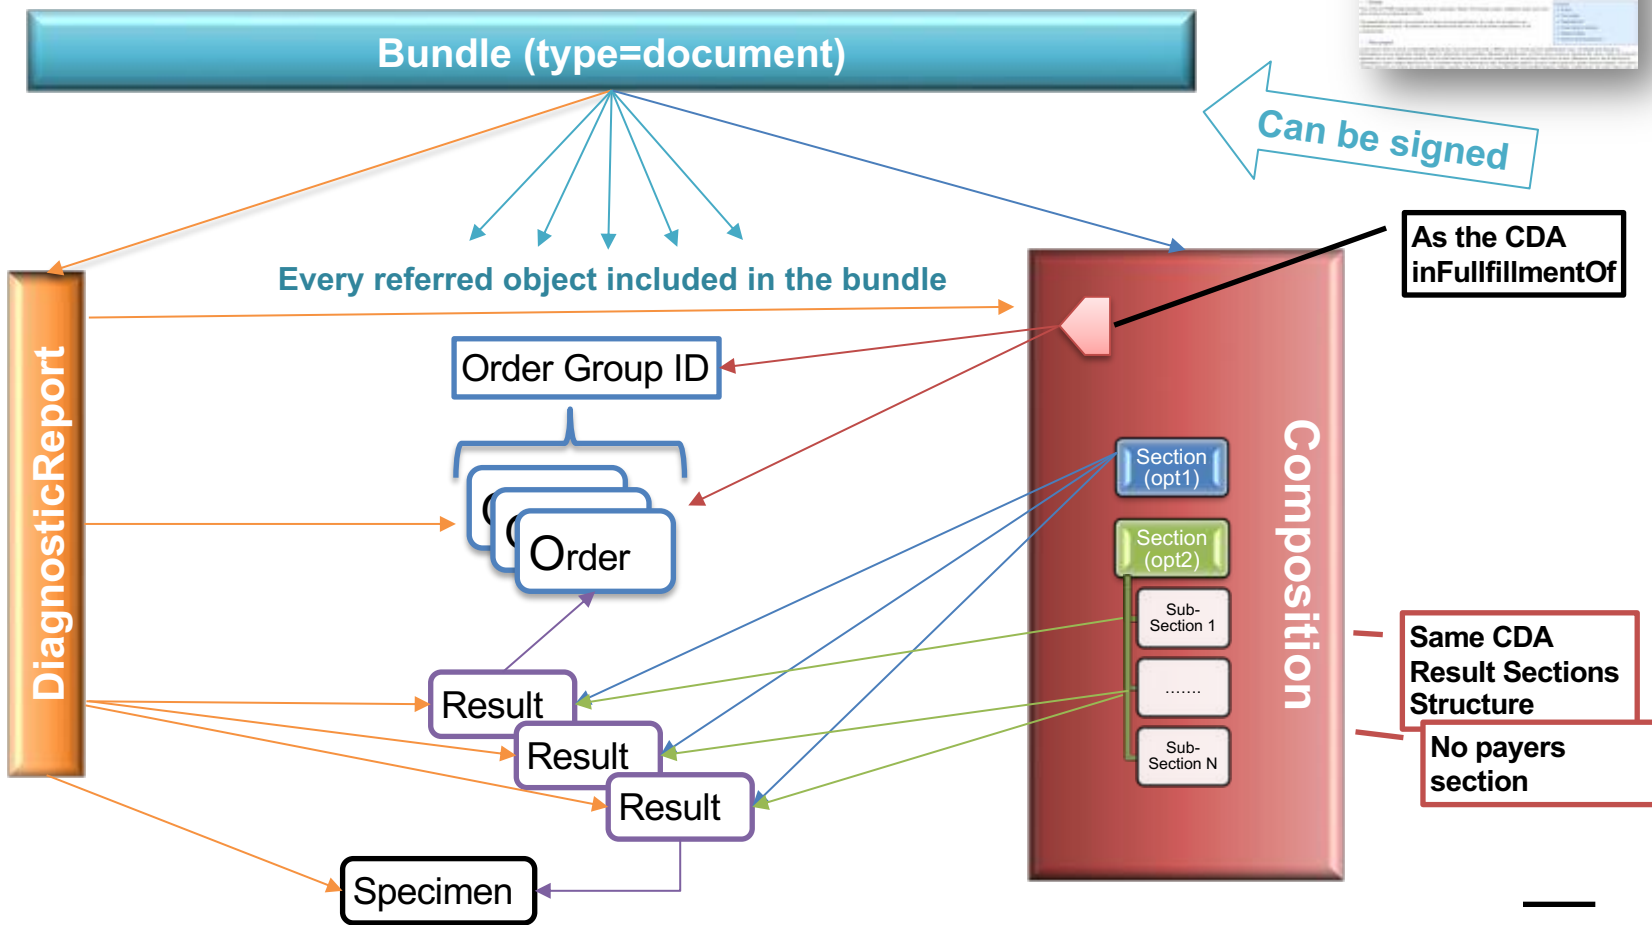 Bundle (type=document)
Can be signed
As the CDA
inFullfillmentOf
Every referred object included in the bundle
DiagnosticReport
Order Group ID
Order
Composition
Section
(opt1)
Section
(opt2)
Sub-
Section 1
.......
Sub-
Section N
Same CDA
Result Sections
Structure
No payers
section
Result
Result
Result
Specimen